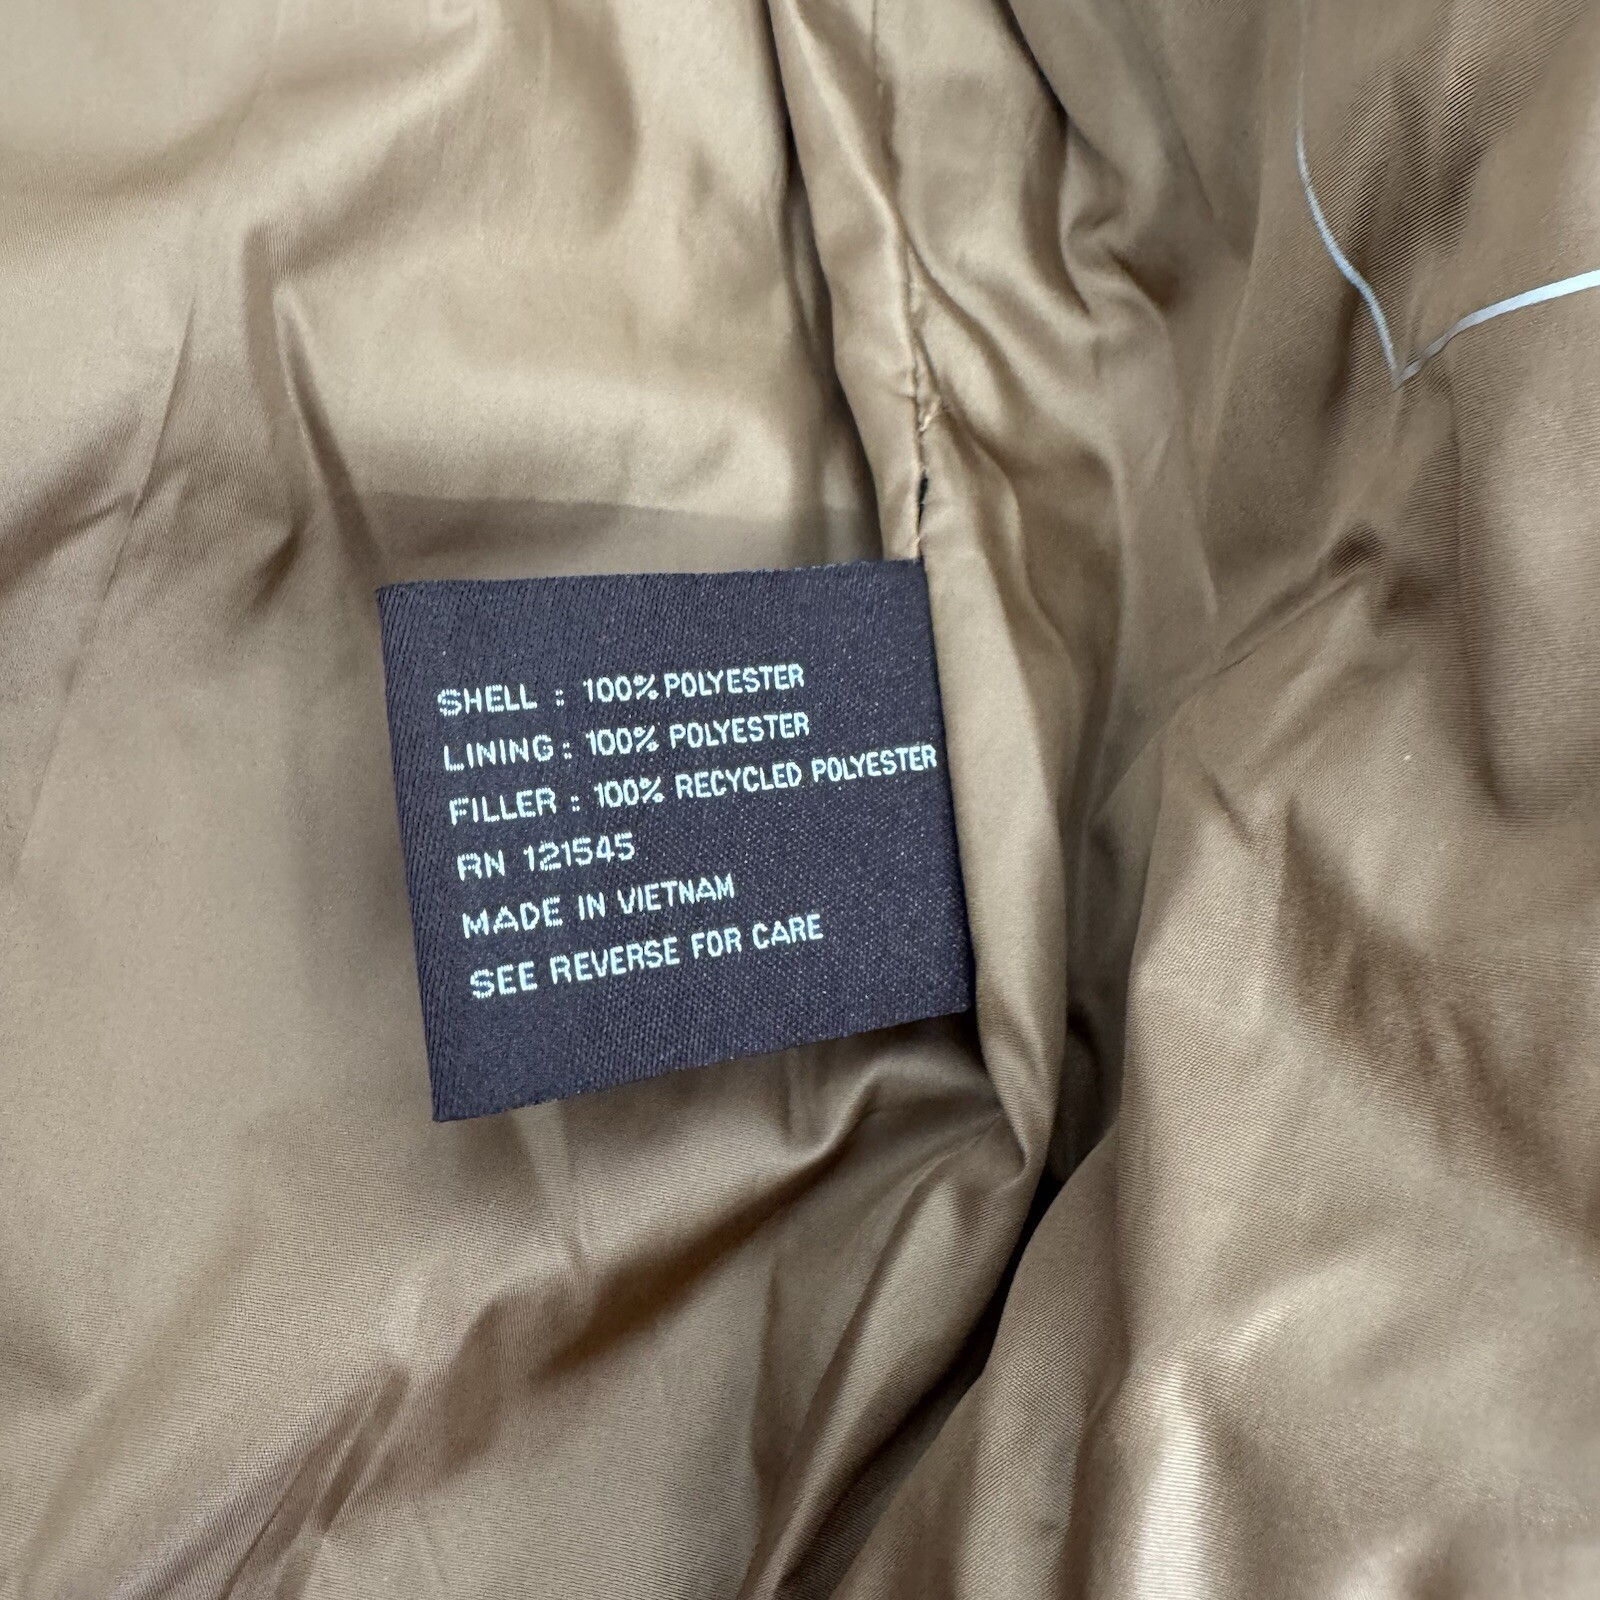 SHELL : 100% POLYESTER
LINING : 100% POLYESTER
FILLER : 100% RECYCLED POLYESTER
RN 121545
MADE IN VIETNAM
SEE REVERSE FOR CARE